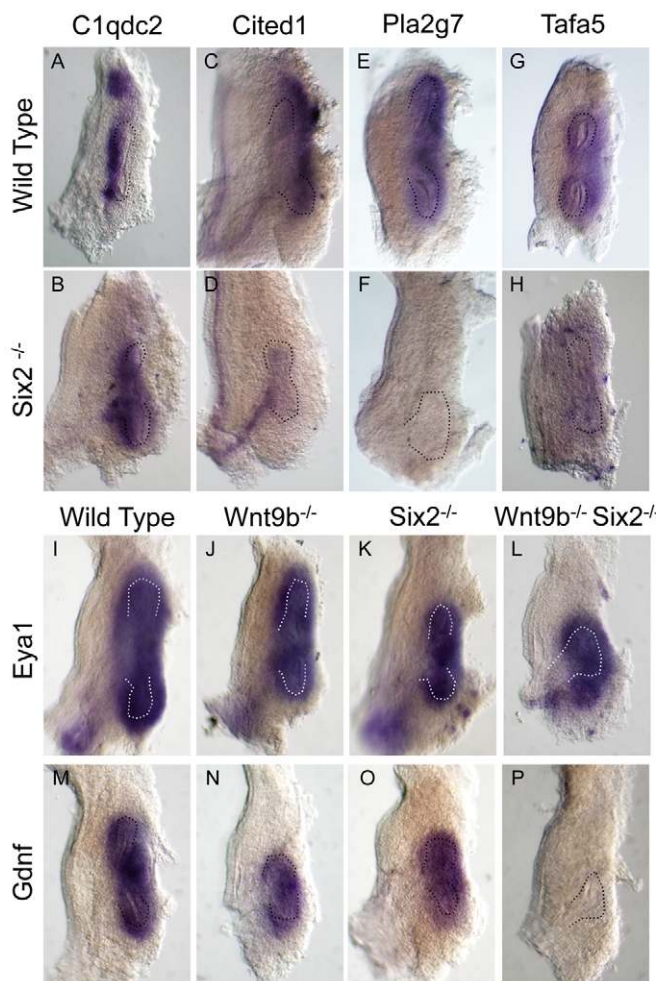 C1qdc2 Cited1 Pla2g7 Tafa5
Wild Type
A C E G
Six2 -/-
B D F H
Wild Type Wnt9b-/- Six2-/- Wnt9b-/- Six2-/-
Eya1
I J K L
Gdnf
M N O P